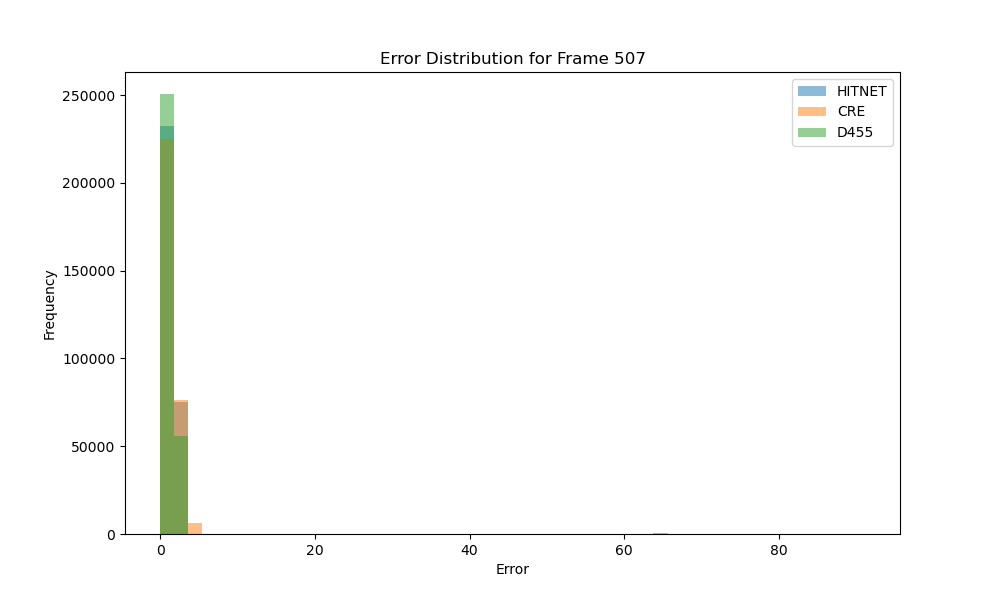 Error Distribution for Frame 507
HITNET
CRE
D455
250000
200000
150000
100000
50000
0
Frequency
0 20 40 60 80
Error